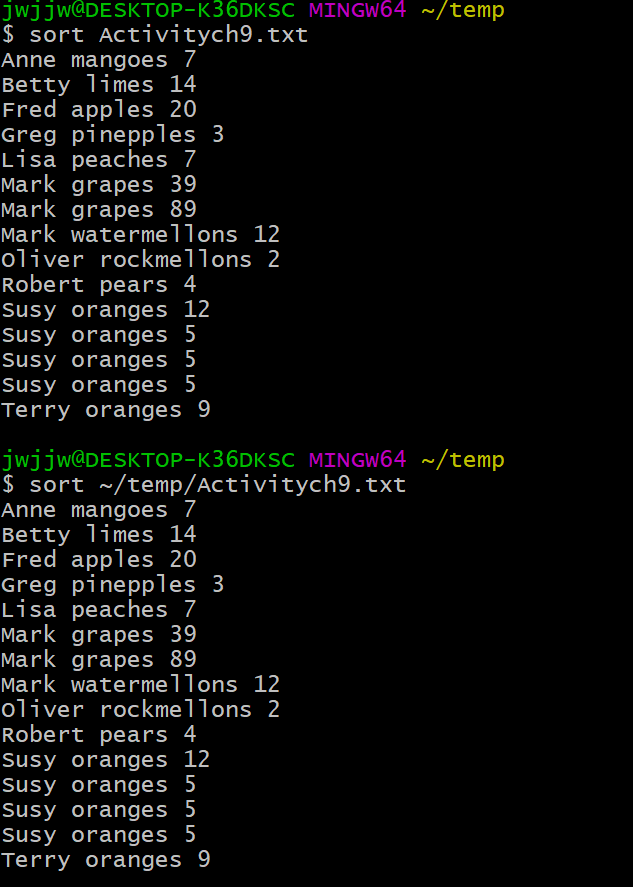 jwjjw@DESKTOP-K36DKSC MINGW64 ~/temp
$ sort Activitych9.txt
Anne mangoes 7
Betty limes 14
Fred apples 20
Greg pinepples 3
Lisa peaches 7
Mark grapes 39
Mark grapes 89
Mark watermellons 12
Oliver rockmellons 2
Robert pears 4
Susy oranges 12
Susy oranges 5
Susy oranges 5
Susy oranges 5
Terry oranges 9
jwjjw@DESKTOP-K36DKSC MINGW64 ~/temp
$ sort ~/temp/Activitych9.txt
Anne mangoes 7
Betty limes 14
Fred apples 20
Greg pinepples 3
Lisa peaches 7
Mark grapes 39
Mark grapes 89
Mark watermellons 12
Oliver rockmellons 2
Robert pears 4
Susy oranges 12
Susy oranges 5
Susy oranges 5
Susy oranges 5
Terry oranges 9